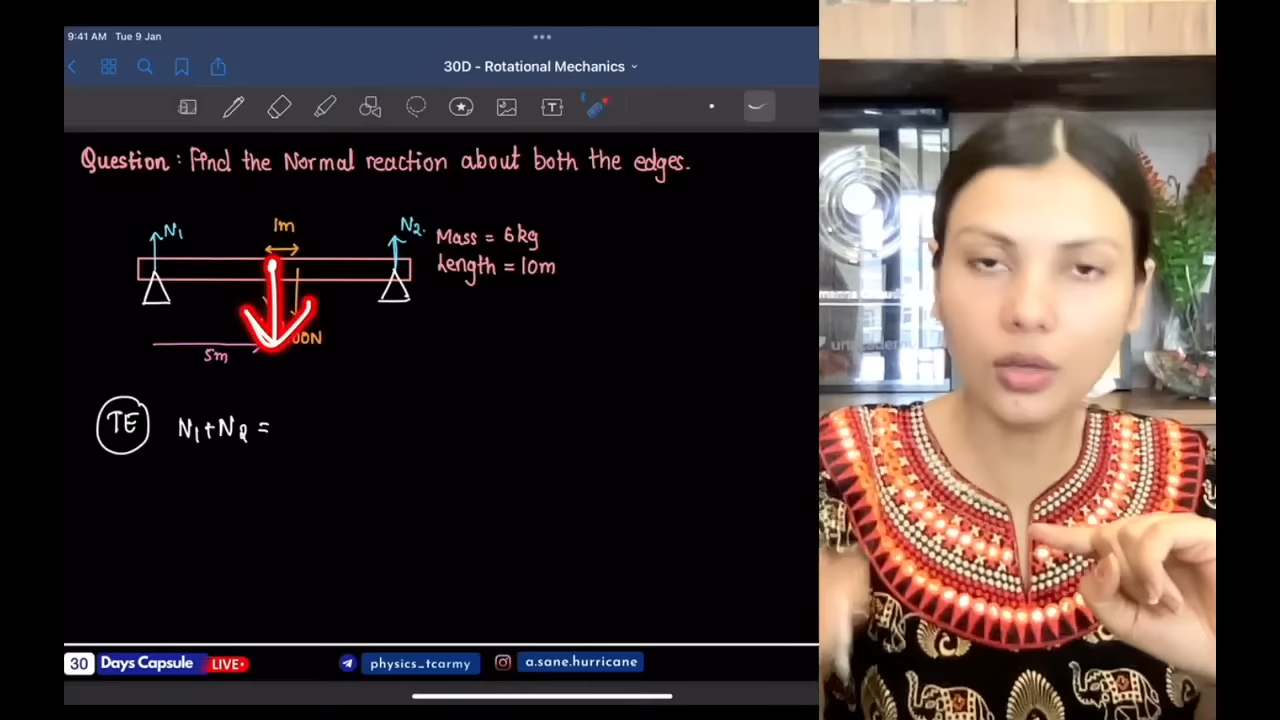 9:41 AM Tue 9 Jan
30D - Rotational Mechanics
T
Question: Find the Normal reaction about both the edges.
1m
N1
N2.
Mass = 6kg
Length = 10m
00N
5m
TE
N1+N2 =
30 Days Capsule LIVE
physics_tcarmy
a.sane.hurricane